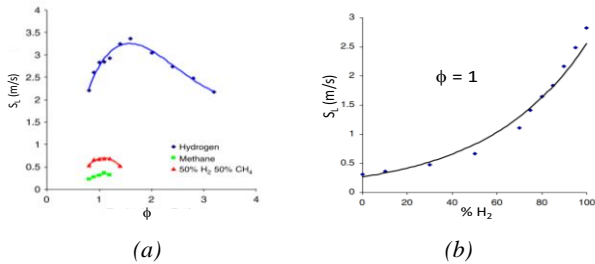 4
3.5
3
2.5
2
1.5
1
0.5
0
S_L (m/s)
Hydrogen
Methane
50% H₂ 50% CH₄
0 1 2 3 4
ϕ
(a)
3
2.5
2
1.5
1
0.5
0
S_L (m/s)
ϕ = 1
0 20 40 60 80 100
% H₂
(b)